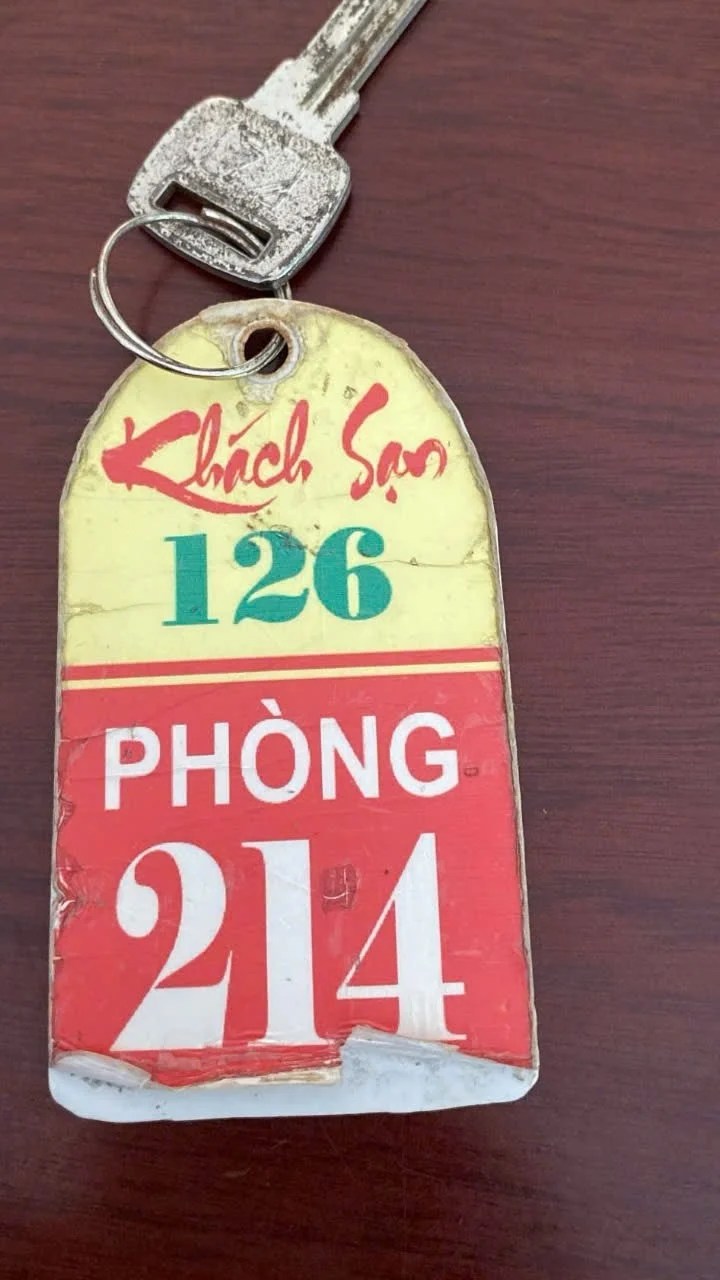 Khách Sạn
126
PHÒNG
214